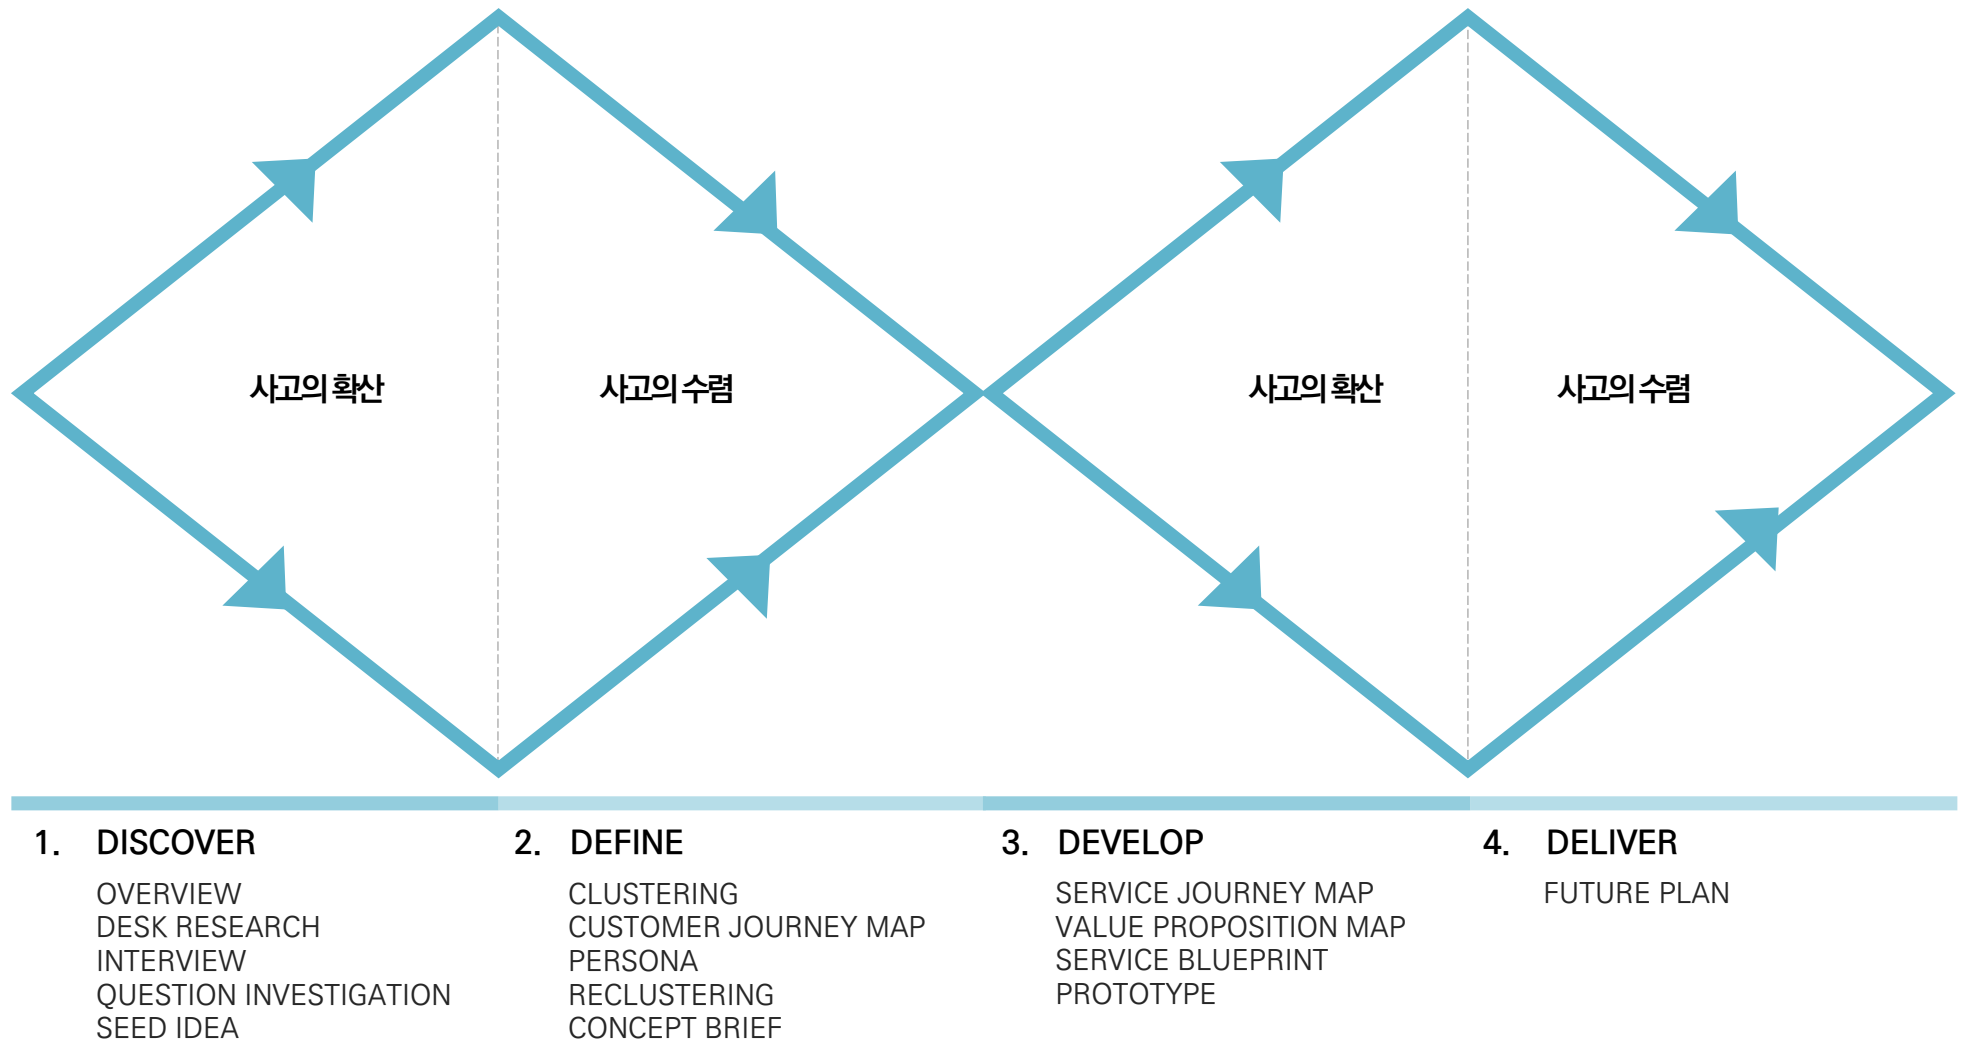 사고의 확산
사고의 수렴
사고의 확산
사고의 수렴
1. DISCOVER
OVERVIEW
DESK RESEARCH
INTERVIEW
QUESTION INVESTIGATION
SEED IDEA
2. DEFINE
CLUSTERING
CUSTOMER JOURNEY MAP
PERSONA
RECLUSTERING
CONCEPT BRIEF
3. DEVELOP
SERVICE JOURNEY MAP
VALUE PROPOSITION MAP
SERVICE BLUEPRINT
PROTOTYPE
4. DELIVER
FUTURE PLAN